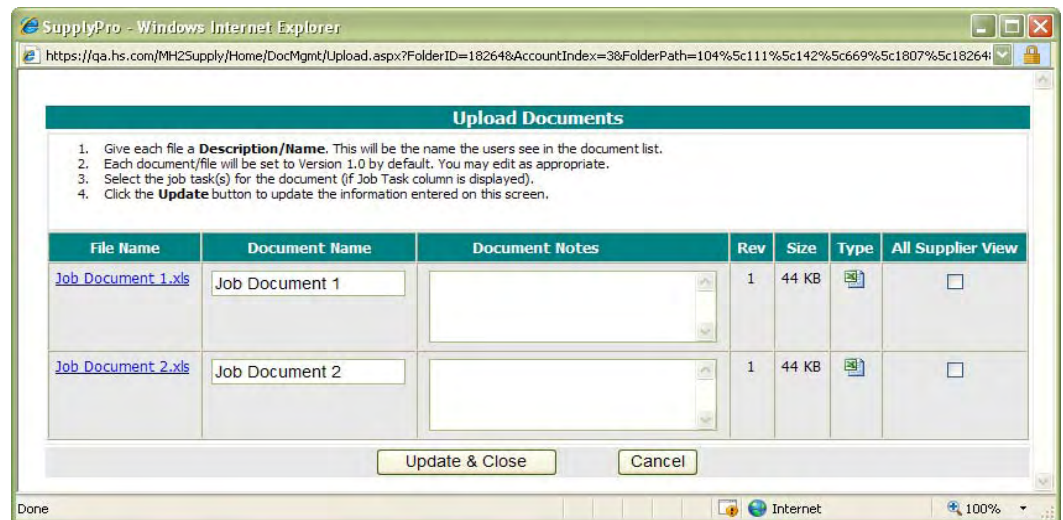 SupplyPro - Windows Internet Explorer
https://qa.hs.com/MH2Supply/Home/DocMgmt/Upload.aspx?FolderID=18264&AccountIndex=3&FolderPath=104%5c111%5c142%5c669%5c1807%5c18264
Upload Documents
1. Give each file a Description/Name. This will be the name the users see in the document list.
2. Each document/file will be set to Version 1.0 by default. You may edit as appropriate.
3. Select the job task(s) for the document (if Job Task column is displayed).
4. Click the Update button to update the information entered on this screen.
File Name Document Name Document Notes Rev Size Type All Supplier View
Job Document 1.xls Job Document 1 1 44 KB
Job Document 2.xls Job Document 2 1 44 KB
Update & Close Cancel
Done Internet 100%